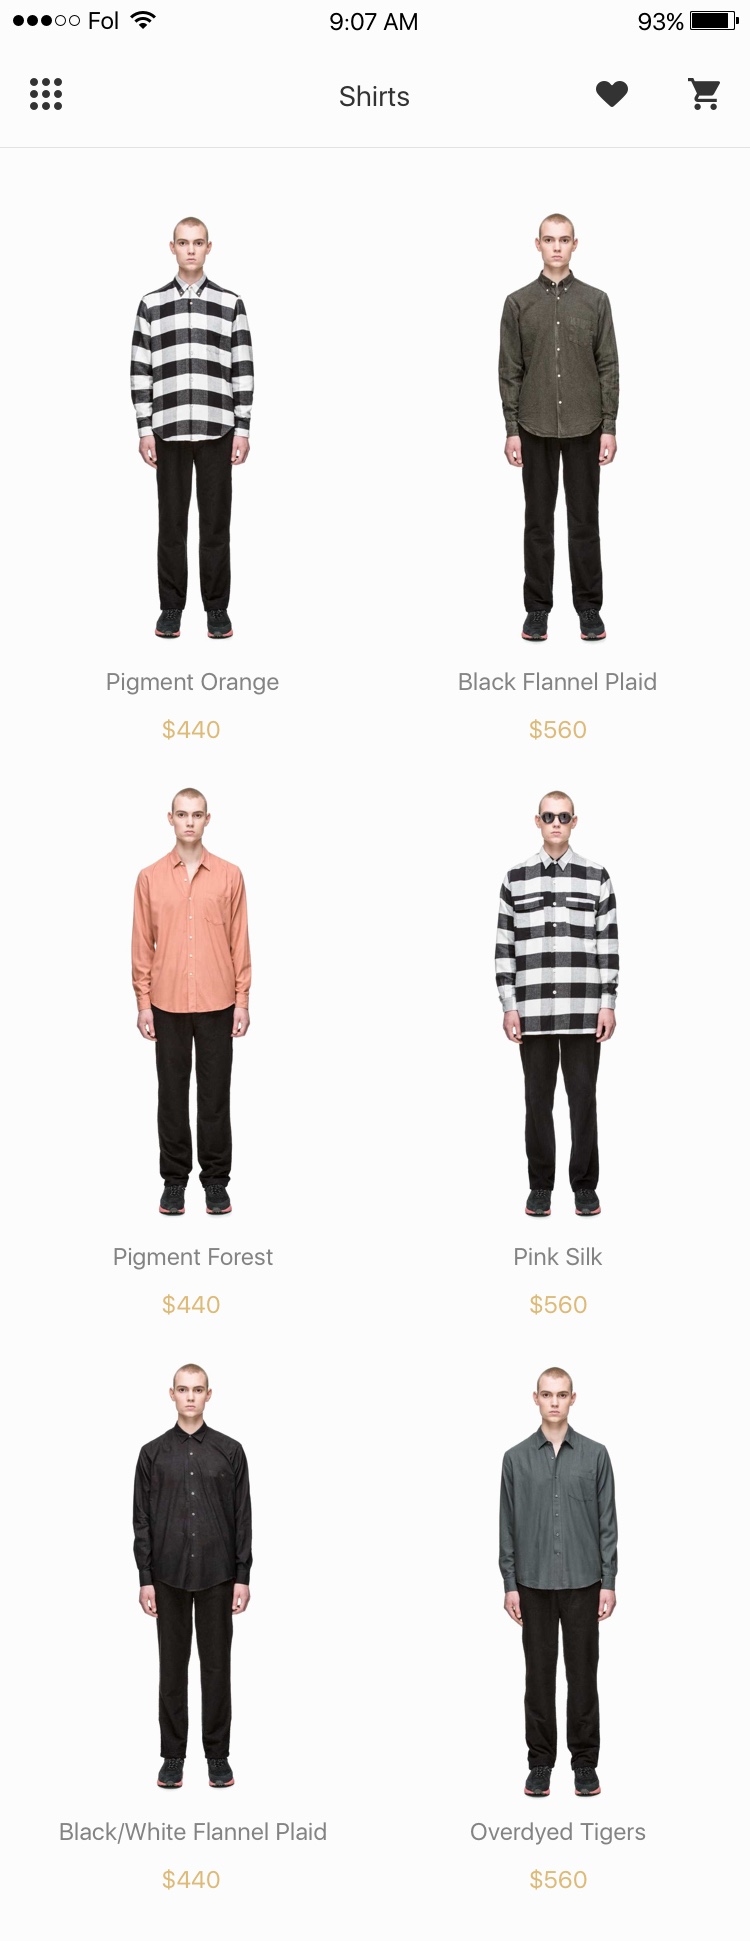 Fol 9:07 AM 93%
Shirts
Pigment Orange Black Flannel Plaid
$440 $560
Pigment Forest Pink Silk
$440 $560
Black/White Flannel Plaid Overdyed Tigers
$440 $560